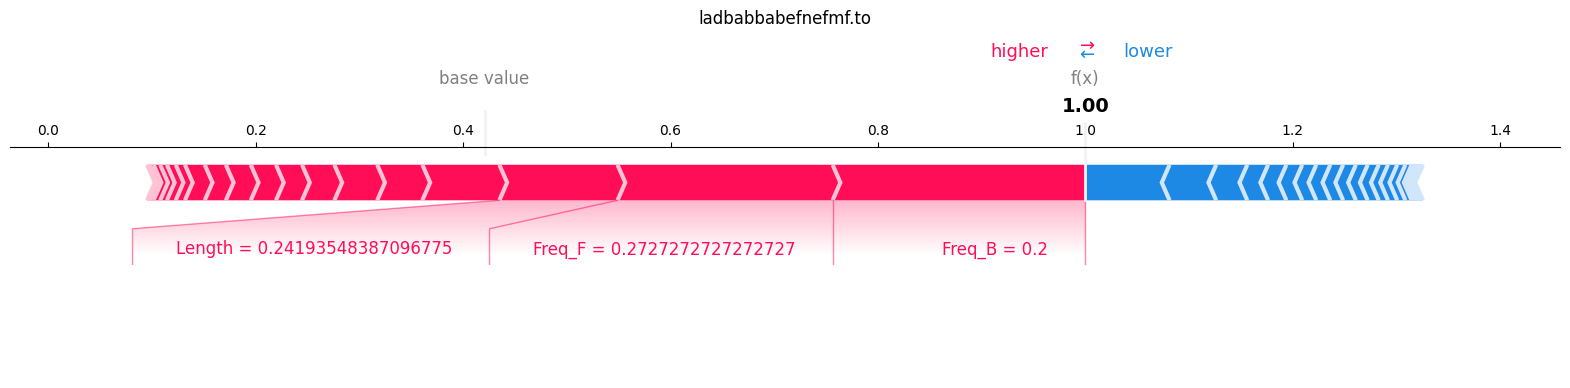 ladbabbabefnefmf.to
higher ⇄ lower
base value f(x)
1.00
0.0 0.2 0.4 0.6 0.8 1.0 1.2 1.4
Length = 0.24193548387096775 Freq_F = 0.2727272727272727 Freq_B = 0.2